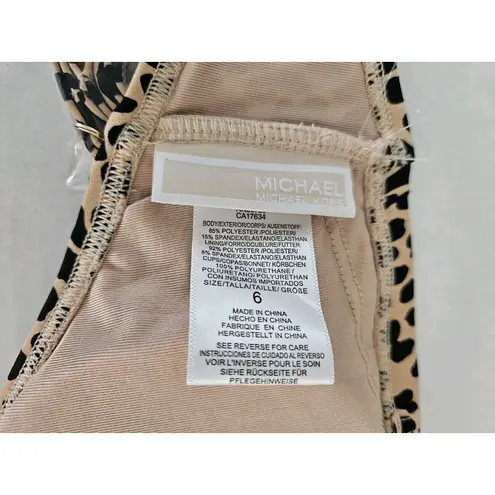 MICHAEL
MICHAEL KORS
CA17634
BODY/EXTERIOR/CORPS/AUSENSTOFF:
85% POLYESTER/POLIESTER/
15% SPANDEX/ELASTANO/ELASTHAN
LINING/FORRO/DOUBLURE/FUTTER:
92% POLYESTER/POLIESTER/
8% SPANDEX/ELASTANO/ELASTHAN
CUPS/COPAS/BONNET/ KÖRBCHEN
100% POLYURETHANE/
POLIURETANO/ POLYURETHAN
CON INSUMOS IMPORTADOS
SIZE/TALLA/TAILLE/ GRÖßE
6
MADE IN CHINA
HECHO EN CHINA
FABRIQUE EN CHINE
HERGESTELLT IN CHINA
SEE REVERSE FOR CARE
INSTRUCCIONES DE CUIDADO AL REVERSO
VOIR L'INVERSE POUR LE SOIN
SIEHE RÜCKSEITE FÜR
PFLEGEHINWEISE